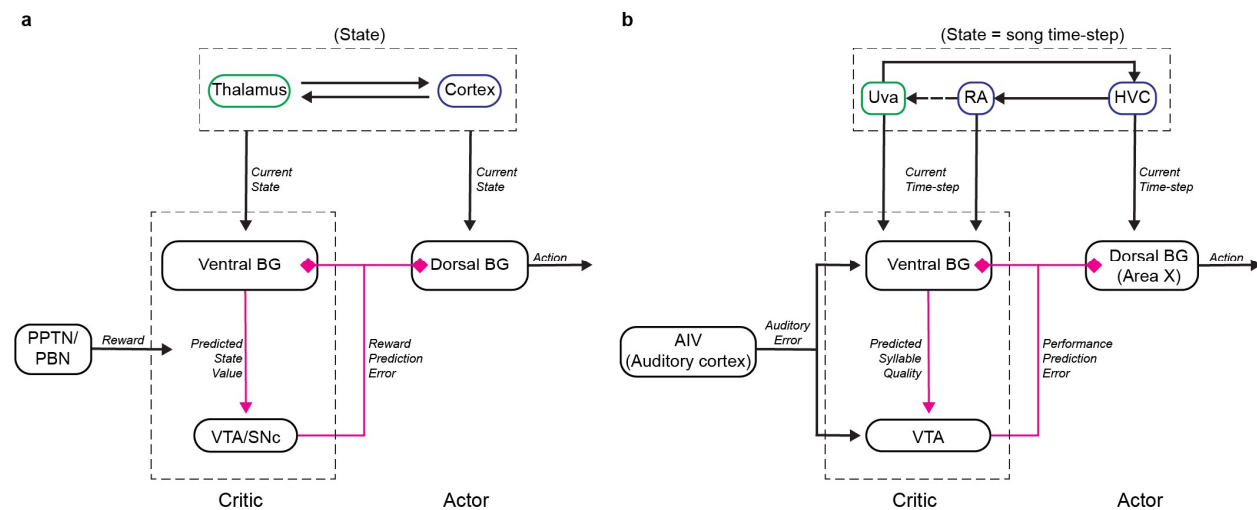 a
(State)
Thalamus
Cortex
Current
State
Current
State
Ventral BG
Dorsal BG
Action
PPTN/
PBN
Reward
Predicted
State
Value
Reward
Prediction
Error
VTA/SNc
Critic
Actor
b
(State = song time-step)
Uva
RA
HVC
Current
Time-step
Current
Time-step
Ventral BG
Dorsal BG
(Area X)
Action
AIV
(Auditory cortex)
Auditory
Error
Predicted
Syllable
Quality
Performance
Prediction
Error
VTA
Critic
Actor